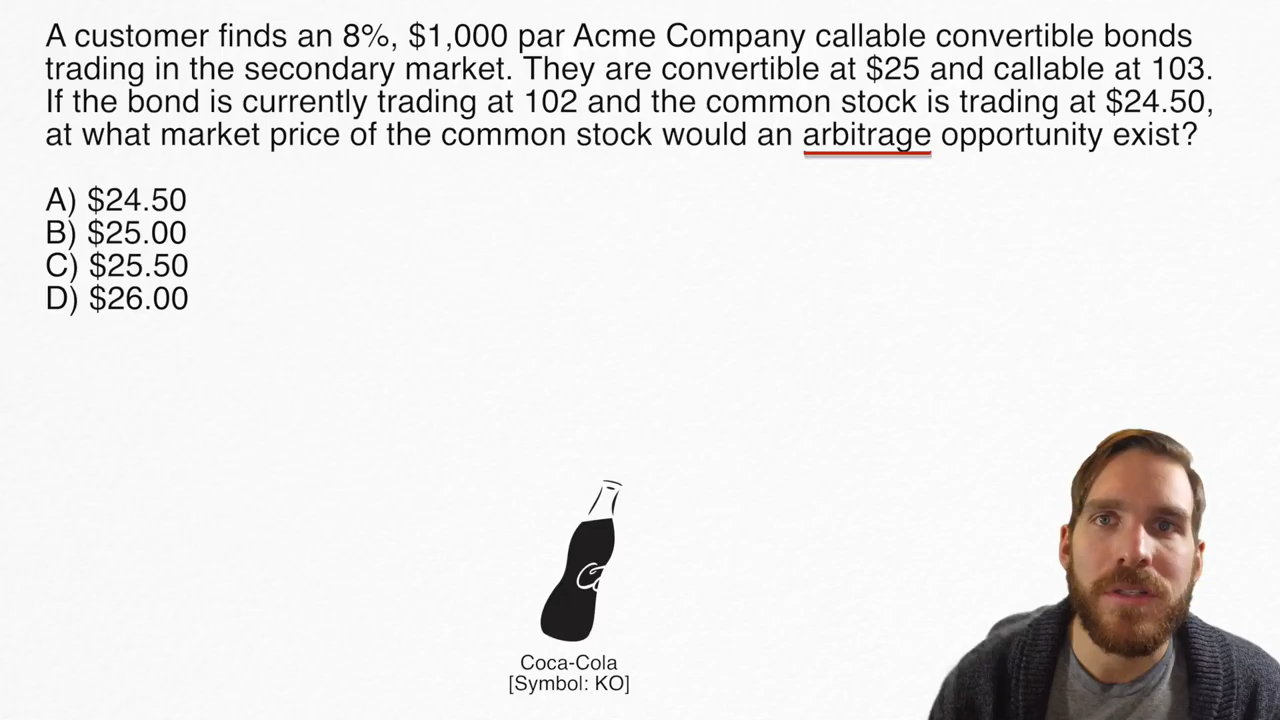 A customer finds an 8%, $1,000 par Acme Company callable convertible bonds
trading in the secondary market. They are convertible at $25 and callable at 103.
If the bond is currently trading at 102 and the common stock is trading at $24.50,
at what market price of the common stock would an arbitrage opportunity exist?
A) $24.50
B) $25.00
C) $25.50
D) $26.00
Coca-Cola
[Symbol: KO]